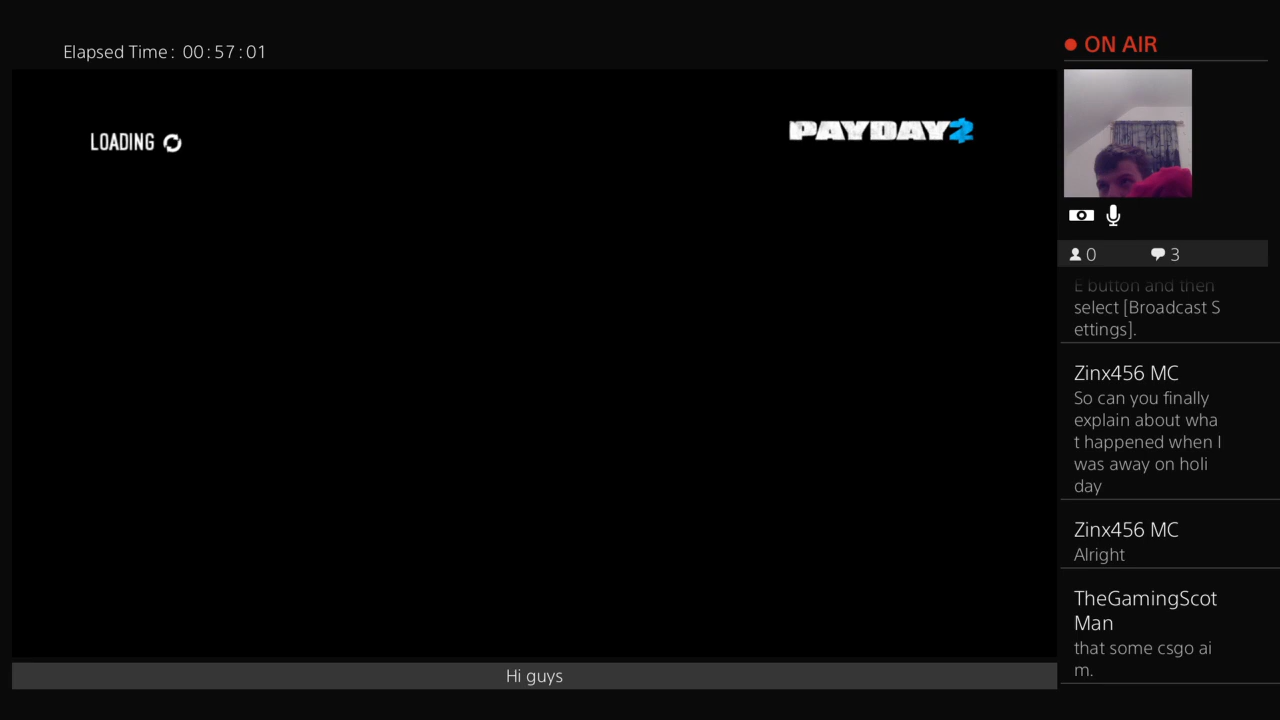 Elapsed Time: 00:57:01
ON AIR
LOADING
PAYDAY2
0
3
E button and then
select [Broadcast S
ettings].
Zinx456 MC
So can you finally
explain about wha
t happened when I
was away on holi
day
Zinx456 MC
Alright
TheGamingScot
Man
that some csgo ai
m.
Hi guys